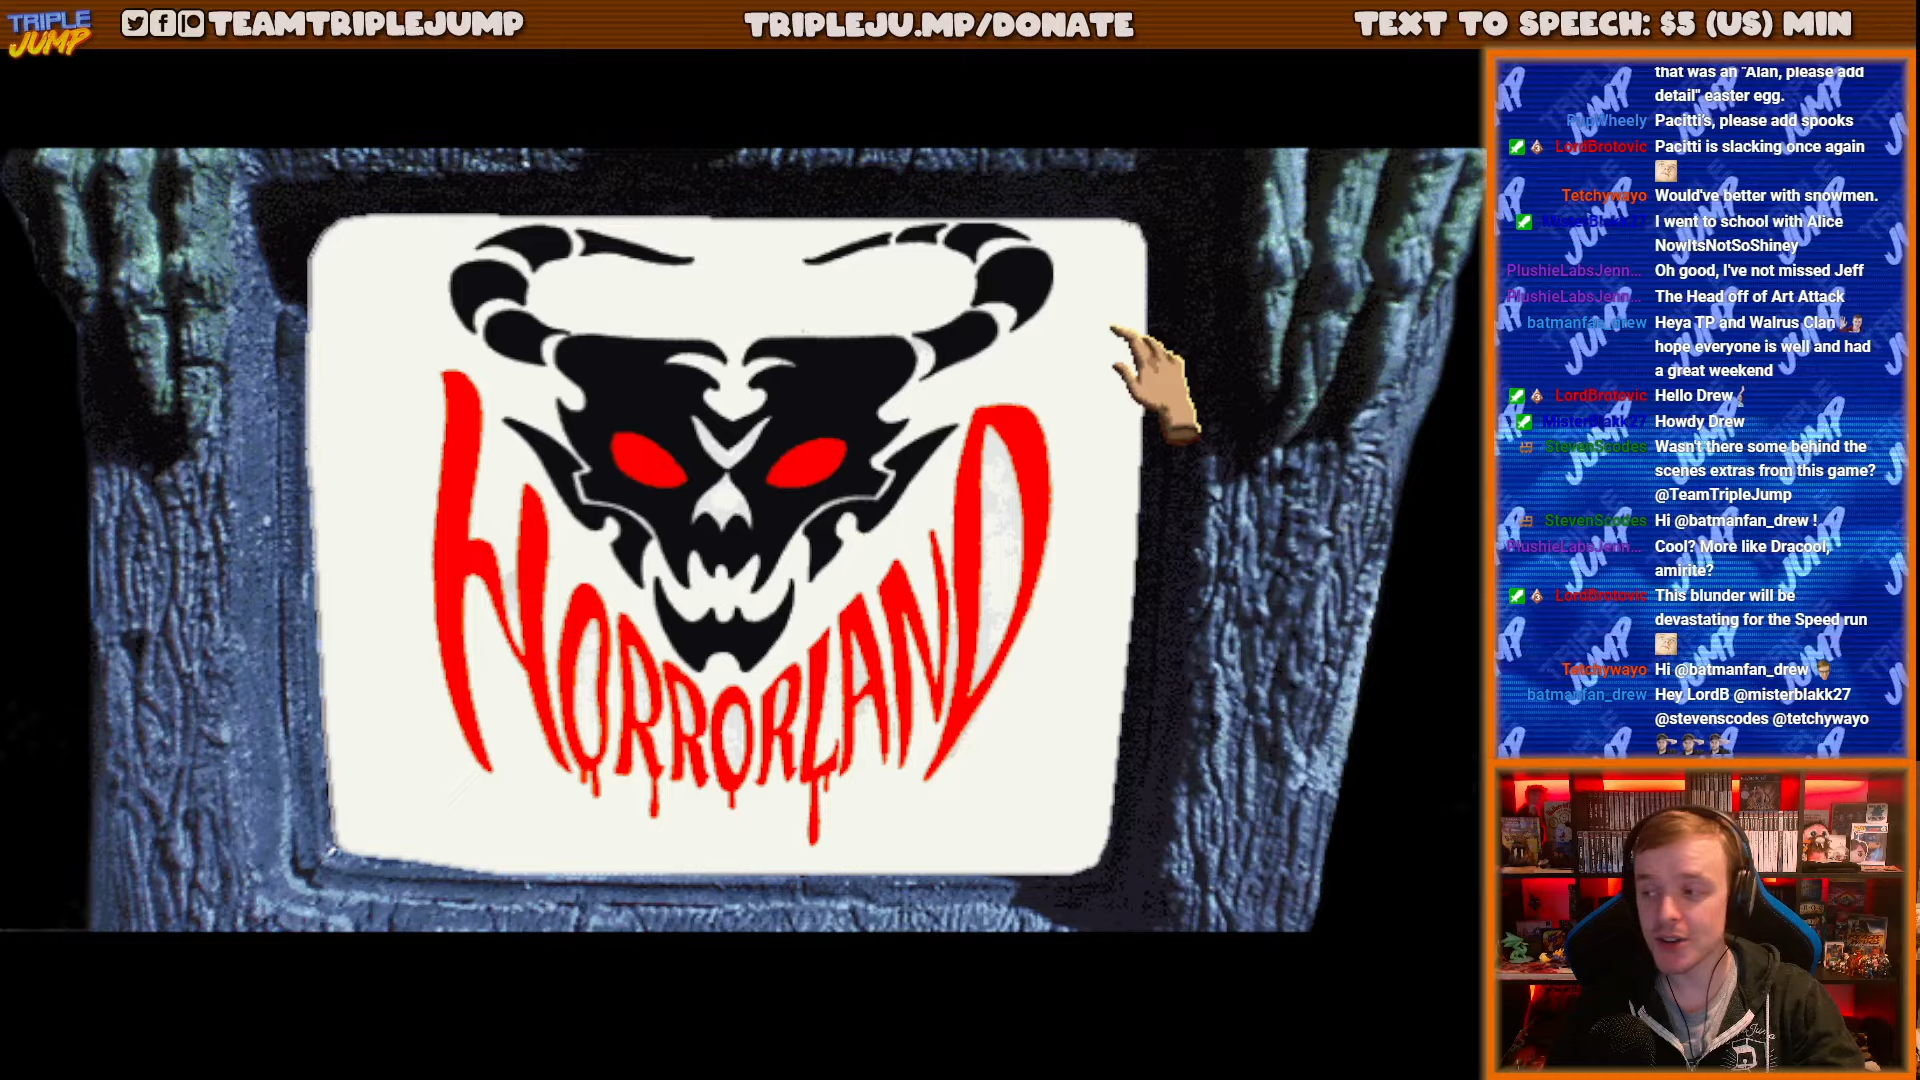 TRIPLE
JUMP
TEAMTRIPLEJUMP
TRIPLEJU.MP/DONATE
TEXT TO SPEECH: $5 (US) MIN
HORRORLAND
that was an "Alan, please add
detail" easter egg.
PupWheely Pacitti's, please add spooks
LordBrotovic Pacitti is slacking once again
Tetchywayo Would've better with snowmen.
MisterBlakk27 I went to school with Alice
NowItsNotSoShiney
PlushieLabsJenn... Oh good, I've not missed Jeff
PlushieLabsJenn... The Head off of Art Attack
batmanfan_drew Heya TP and Walrus Clan
hope everyone is well and had
a great weekend
LordBrotovic Hello Drew
MisterBlakk27 Howdy Drew
StevenScodes Wasn't there some behind the
scenes extras from this game?
@TeamTripleJump
StevenScodes Hi @batmanfan_drew !
PlushieLabsJenn... Cool? More like Dracool,
amirite?
LordBrotovic This blunder will be
devastating for the Speed run
Tetchywayo Hi @batmanfan_drew
batmanfan_drew Hey LordB @misterblakk27
@stevenscodes @tetchywayo